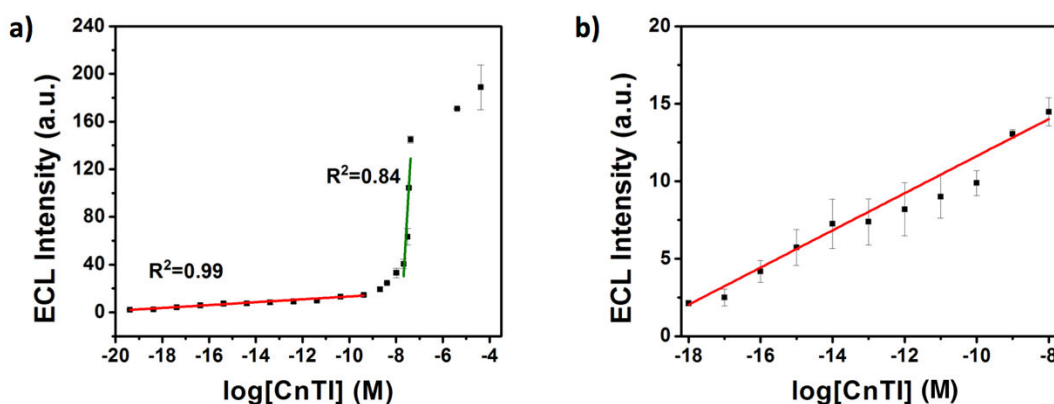 a)
ECL Intensity (a.u.)
240
200
160
120
80
40
0
R²=0.84
R²=0.99
-20 -18 -16 -14 -12 -10 -8 -6 -4
log[CnTI] (M)
b)
ECL Intensity (a.u.)
20
15
10
5
0
-18 -16 -14 -12 -10 -8
log[CnTI] (M)